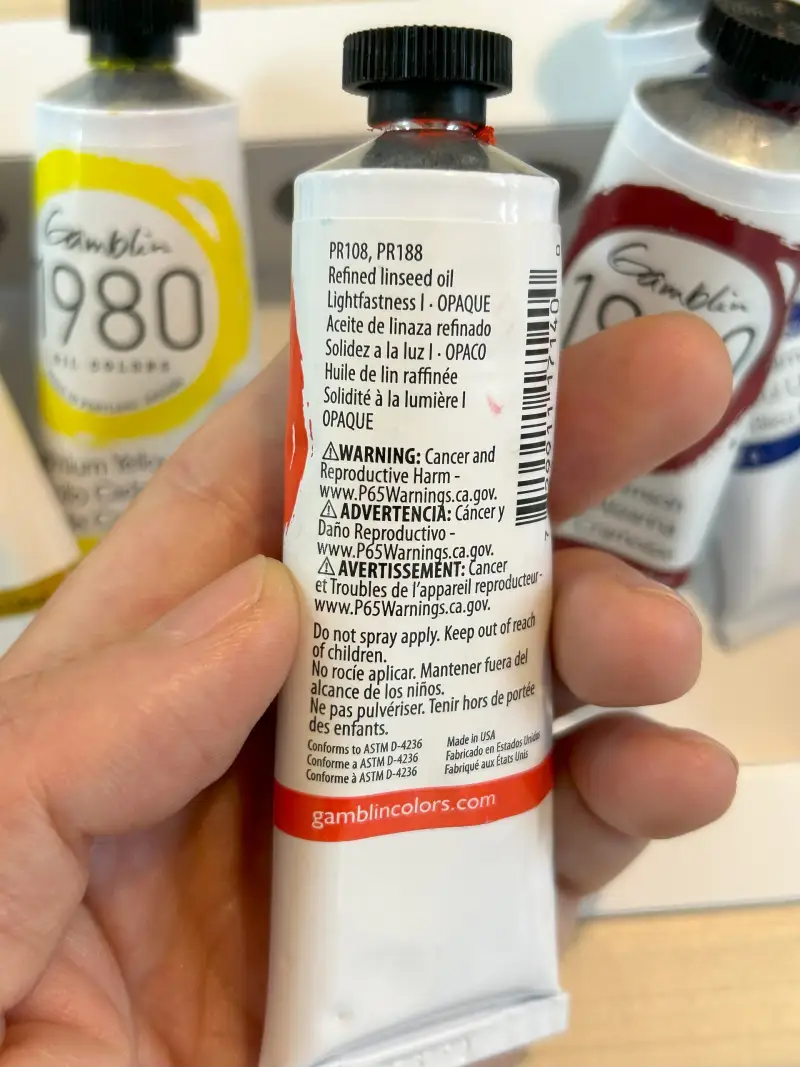 Gamblin
1980
OIL COLORS
PR108, PR188
Refined linseed oil
Lightfastness I · OPAQUE
Aceite de linaza refinado
Solidez a la luz I · OPACO
Huile de lin raffinée
Solidité à la lumière I
OPAQUE
⚠WARNING: Cancer and
Reproductive Harm -
www.P65Warnings.ca.gov.
⚠ ADVERTENCIA: Cáncer y
Daño Reproductivo -
www.P65Warnings.ca.gov.
⚠ AVERTISSEMENT: Cancer
et Troubles de l'appareil reproducteur -
www.P65Warnings.ca.gov.
Do not spray apply. Keep out of reach
of children.
No rocíe aplicar. Mantener fuera del
alcance de los niños.
Ne pas pulvériser. Tenir hors de portée
des enfants.
Conforms to ASTM D-4236
Conforme a ASTM D-4236
Conforme à ASTM D-4236
Made in USA
Fabricado en Estados Unidos
Fabriqué aux États Unis
gamblincolors.com
Gamblin